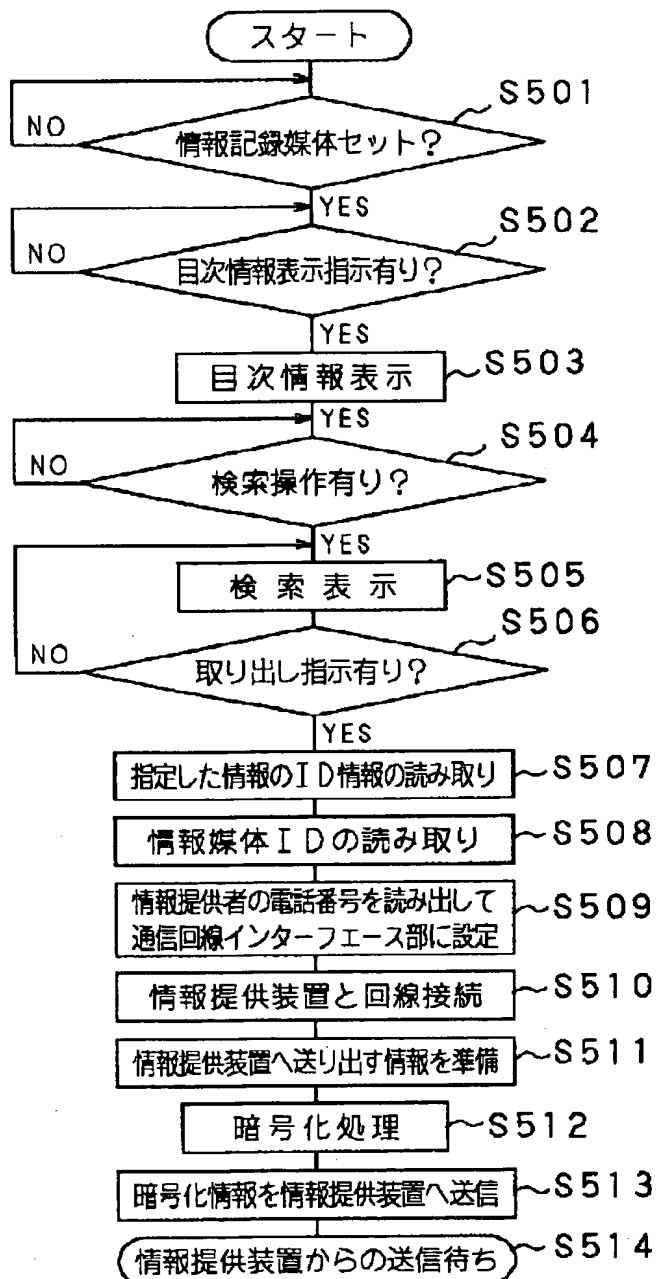 スタート
S501
情報記録媒体セット?
NO
YES
S502
目次情報表示指示有り?
NO
YES
目次情報表示
S503
YES
S504
検索操作有り?
NO
YES
検索表示
S505
S506
取り出し指示有り?
NO
YES
指定した情報のID情報の読み取り
S507
情報媒体IDの読み取り
S508
情報提供者の電話番号を読み出して
通信回線インターフェース部に設定
S509
情報提供装置と回線接続
S510
情報提供装置へ送り出す情報を準備
S511
暗号化処理
S512
暗号化情報を情報提供装置へ送信
S513
情報提供装置からの送信待ち
S514